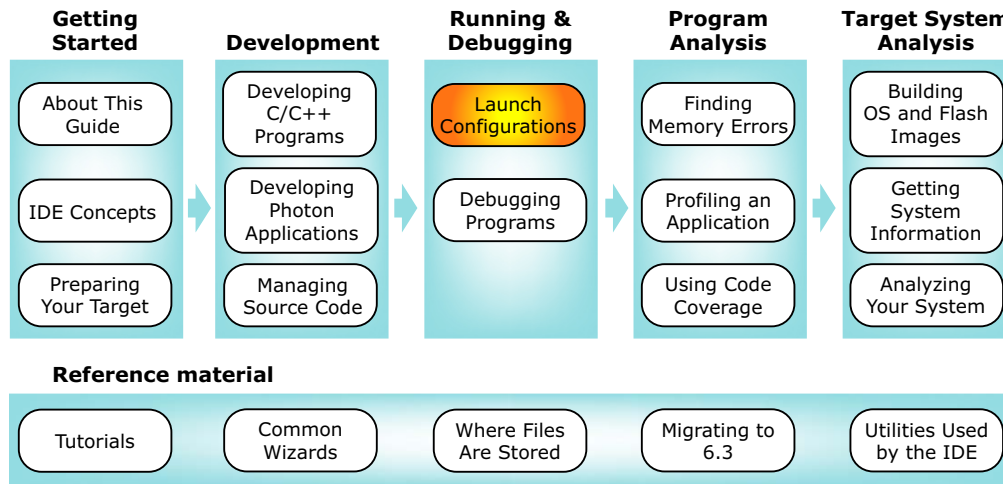 Getting
Started
Development
Running &
Debugging
Program
Analysis
Target System
Analysis
About This
Guide
IDE Concepts
Preparing
Your Target
Developing
C/C++
Programs
Developing
Photon
Applications
Managing
Source Code
Launch
Configurations
Debugging
Programs
Finding
Memory Errors
Profiling an
Application
Using Code
Coverage
Building
OS and Flash
Images
Getting
System
Information
Analyzing
Your System
Reference material
Tutorials
Common
Wizards
Where Files
Are Stored
Migrating to
6.3
Utilities Used
by the IDE